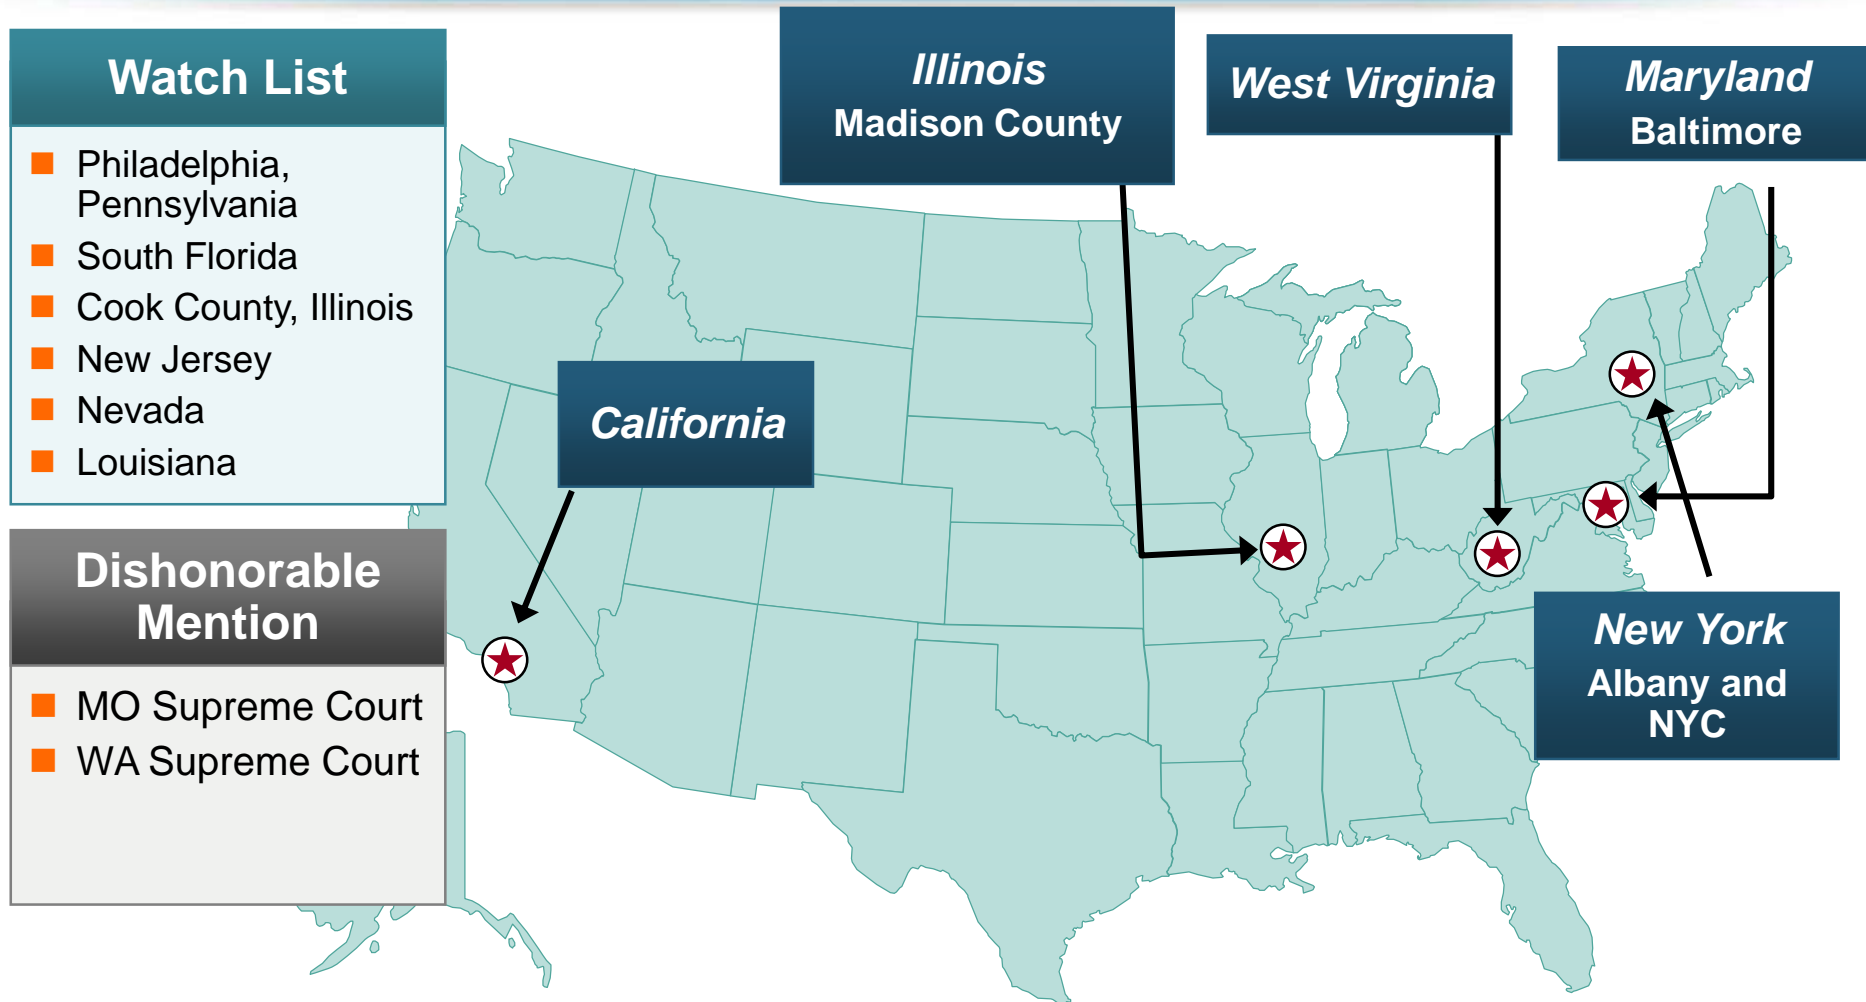 Watch List
Philadelphia,
Pennsylvania
South Florida
Cook County, Illinois
New Jersey
Nevada
Louisiana
Dishonorable
Mention
MO Supreme Court
WA Supreme Court
California
Illinois
Madison County
West Virginia
Maryland
Baltimore
New York
Albany and
NYC